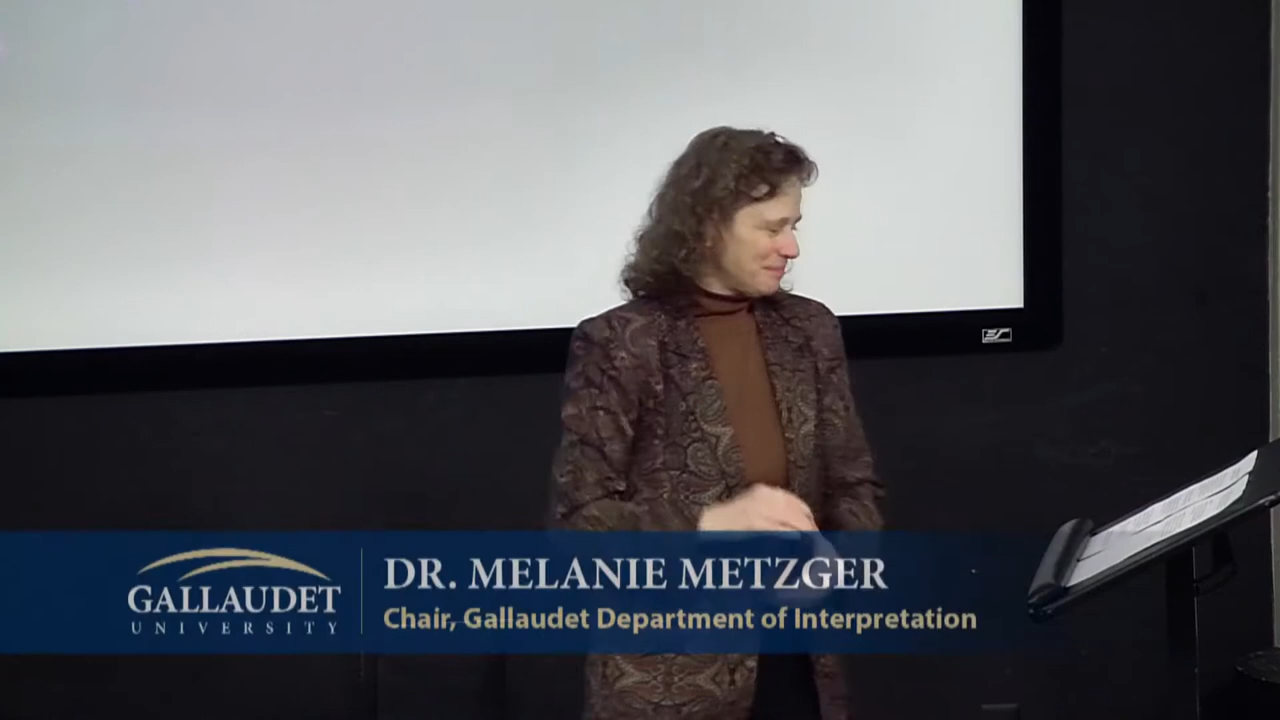 GALLAUDET
UNIVERSITY
DR. MELANIE METZGER
Chair, Gallaudet Department of Interpretation